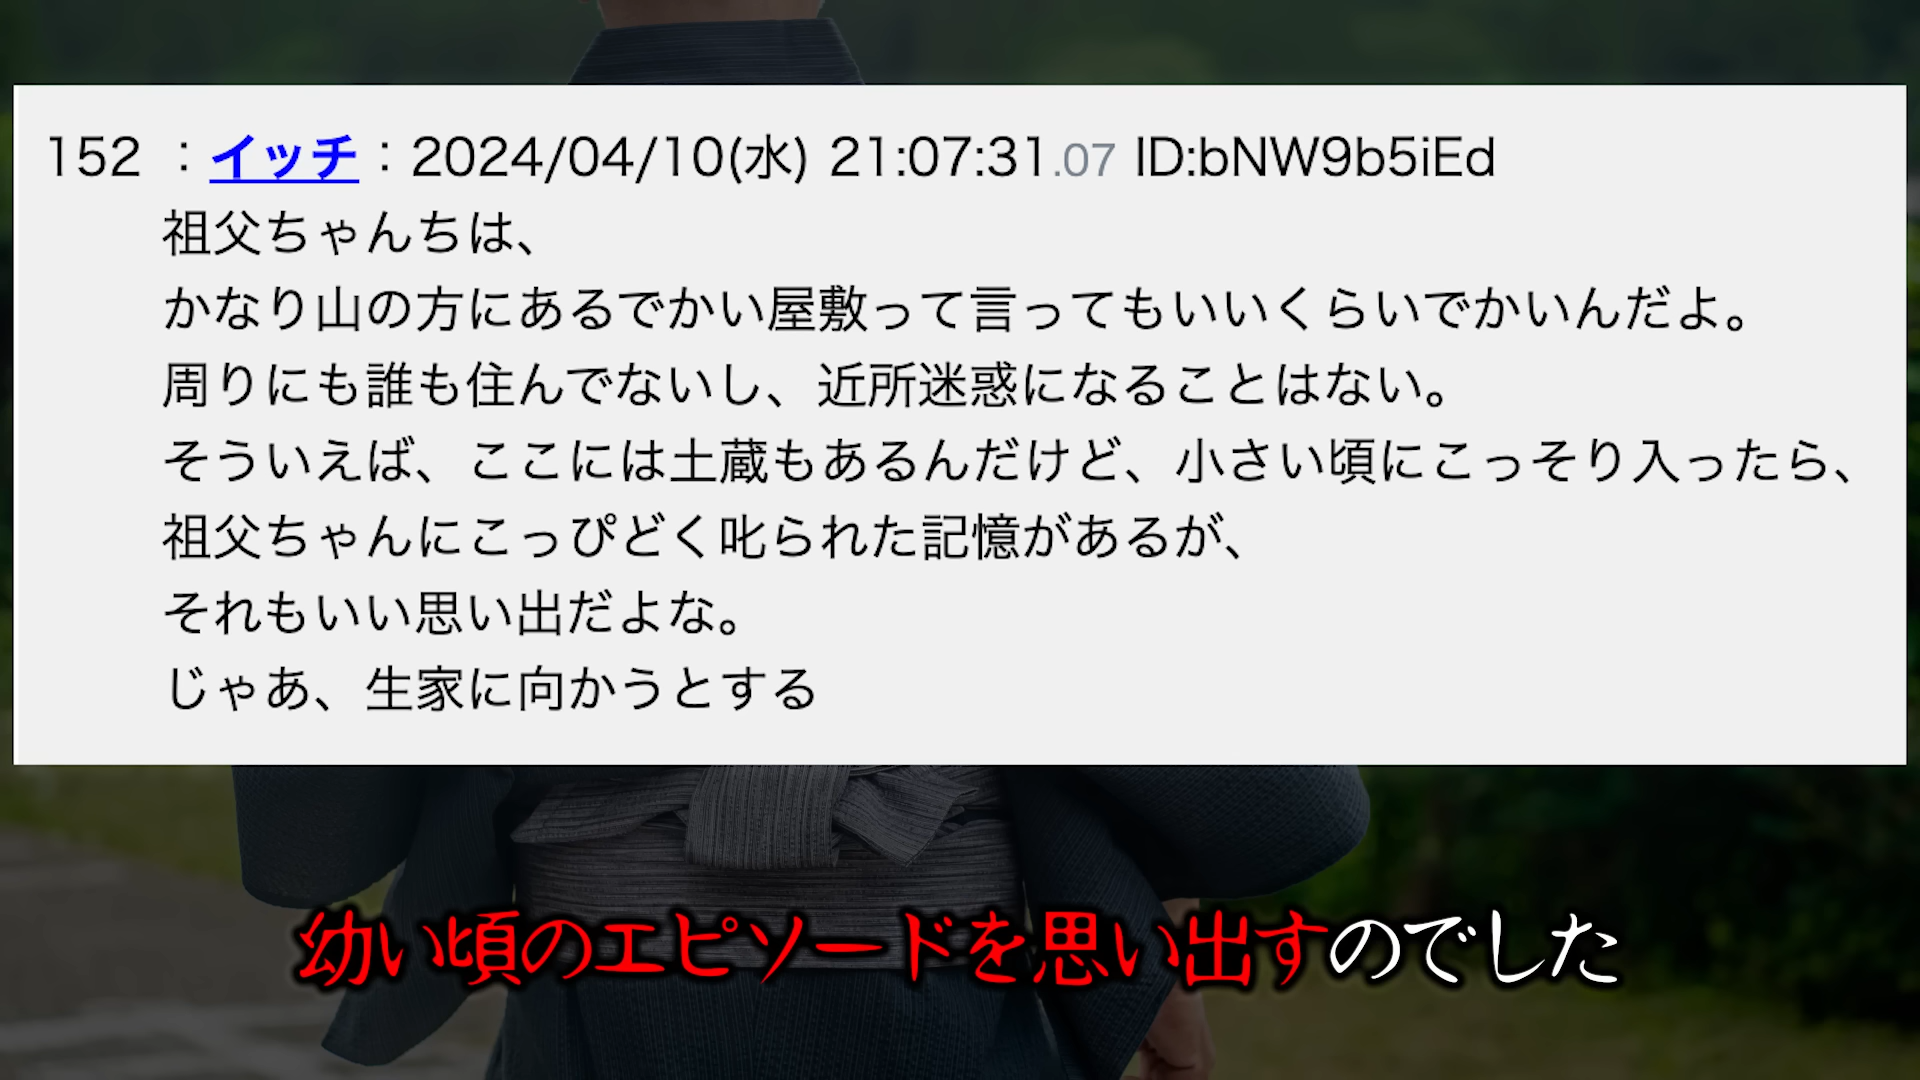 152 ：イッチ：2024/04/10(水) 21:07:31.07 ID:bNW9b5iEd
祖父ちゃんちは、
かなり山の方にあるでかい屋敷って言ってもいいくらいでかいんだよ。
周りにも誰も住んでないし、近所迷惑になることはない。
そういえば、ここには土蔵もあるんだけど、小さい頃にこっそり入ったら、
祖父ちゃんにこっぴどく叱られた記憶があるが、
それもいい思い出だよな。
じゃあ、生家に向かうとする
幼い頃のエピソードを思い出すのでした